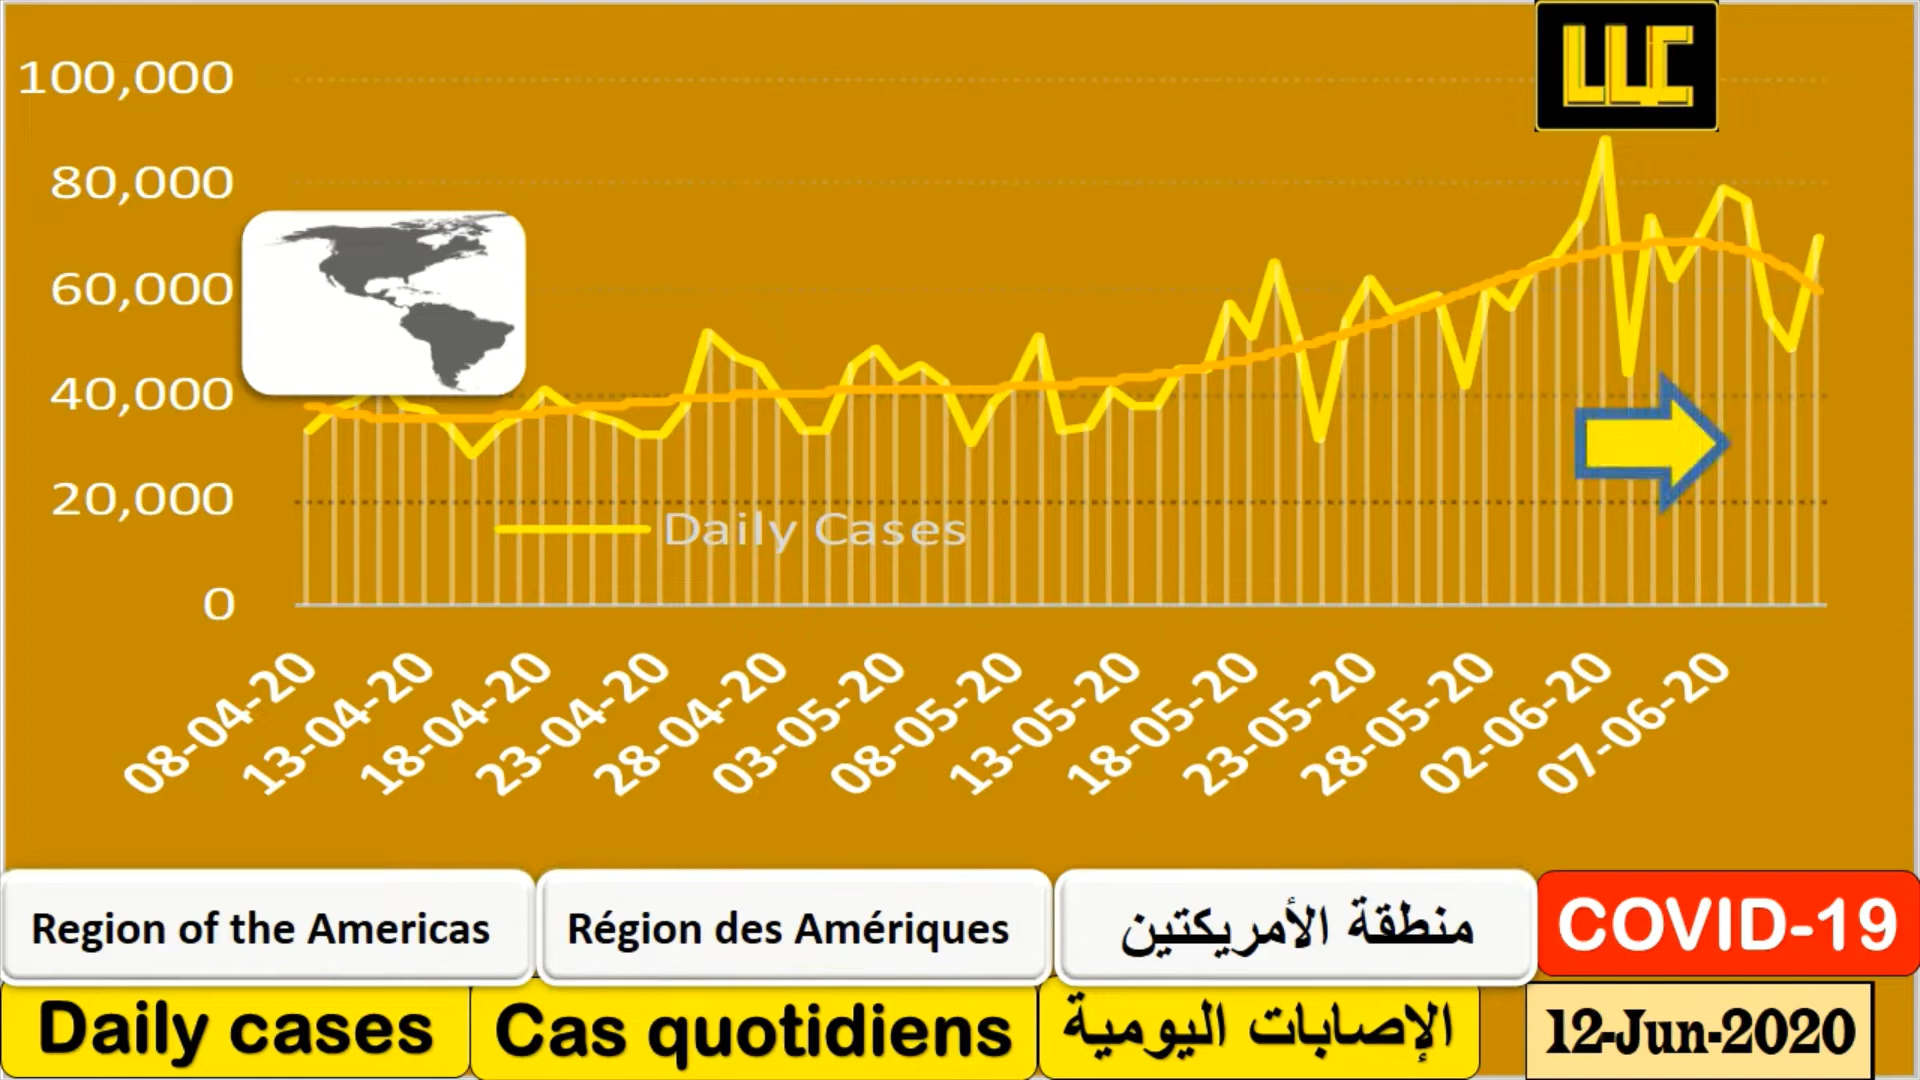 LLC
100,000
80,000
60,000
40,000
20,000
0
Daily Cases
08-04-20
13-04-20
18-04-20
23-04-20
28-04-20
03-05-20
08-05-20
13-05-20
18-05-20
23-05-20
28-05-20
02-06-20
07-06-20
Region of the Americas
Région des Amériques
منطقة الأمريكتين
COVID-19
Daily cases
Cas quotidiens
الإصابات اليومية
12-Jun-2020